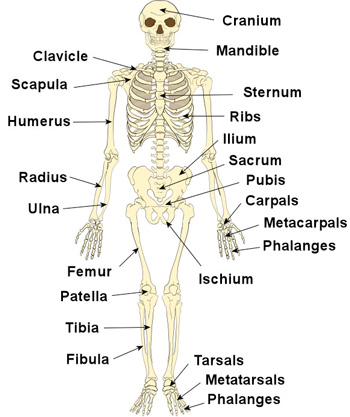 Cranium
Mandible
Clavicle
Scapula
Sternum
Humerus
Ribs
Ilium
Sacrum
Radius
Pubis
Ulna
Carpals
Metacarpals
Phalanges
Femur
Ischium
Patella
Tibia
Fibula
Tarsals
Metatarsals
Phalanges